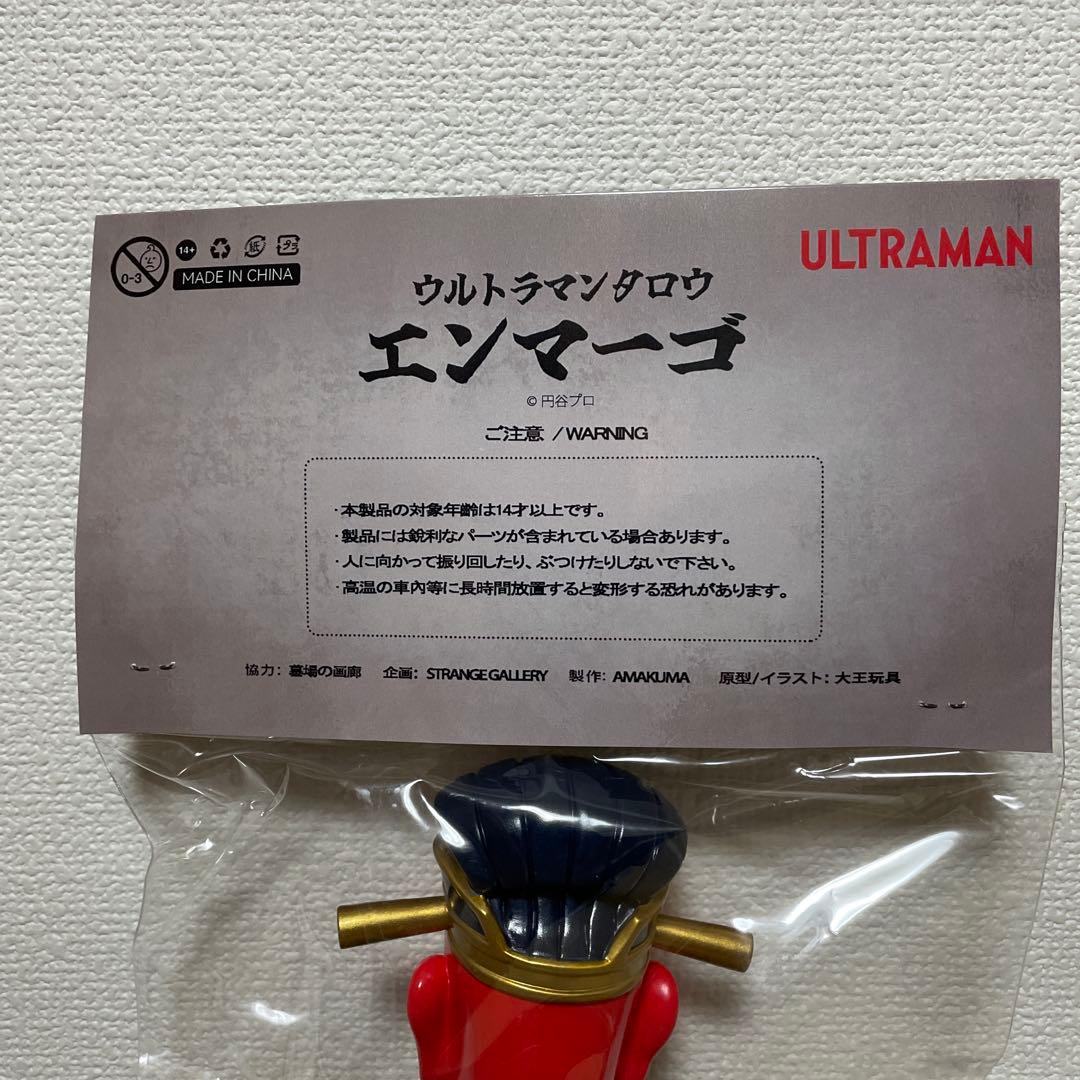 0-3
14+
紙
プラ
MADE IN CHINA
ULTRAMAN
ウルトラマンタロウ
エンマーゴ
© 円谷プロ
ご注意 / WARNING
・本製品の対象年齢は14才以上です。
・製品には鋭利なパーツが含まれている場合あります。
・人に向かって振り回したり、ぶつけたりしないで下さい。
・高温の車內等に長時間放置すると変形する恐れがあります。
協力: 墓場の画廊 企画: STRANGE GALLERY 製作: AMAKUMA 原型/イラスト: 大王玩具